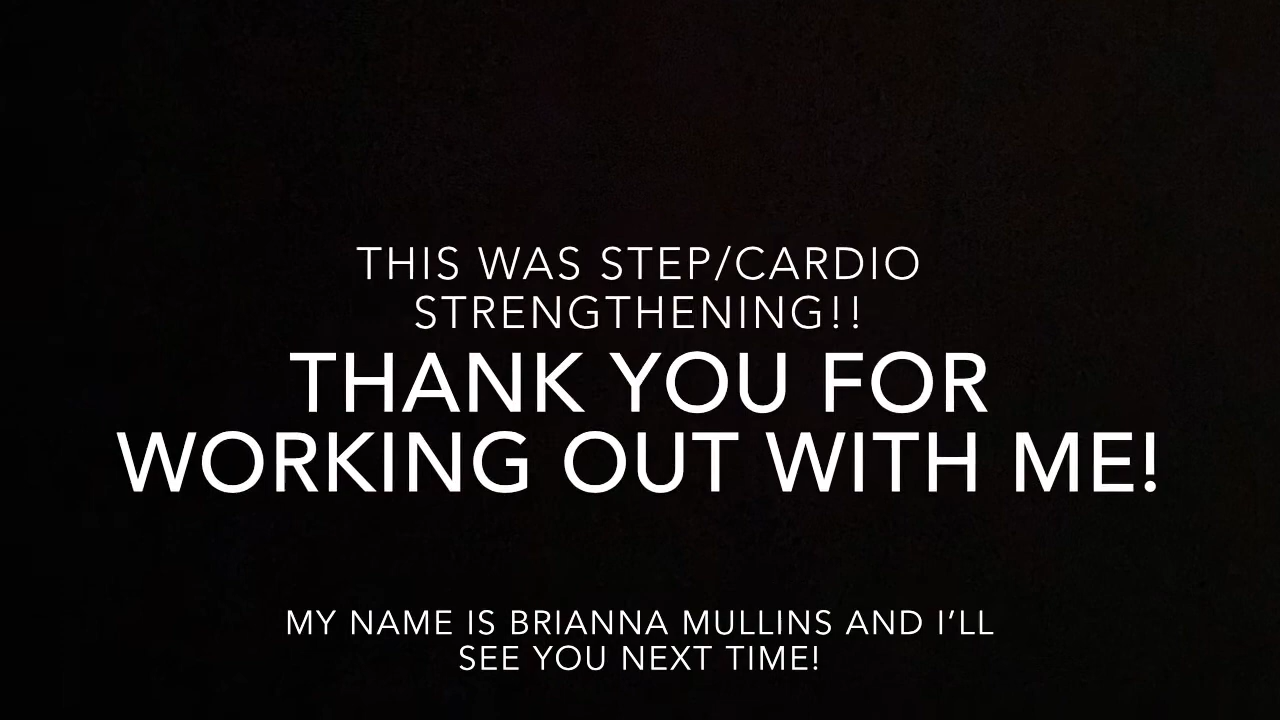 THIS WAS STEP/CARDIO
STRENGTHENING!!
THANK YOU FOR
WORKING OUT WITH ME!
MY NAME IS BRIANNA MULLINS AND I’LL
SEE YOU NEXT TIME!